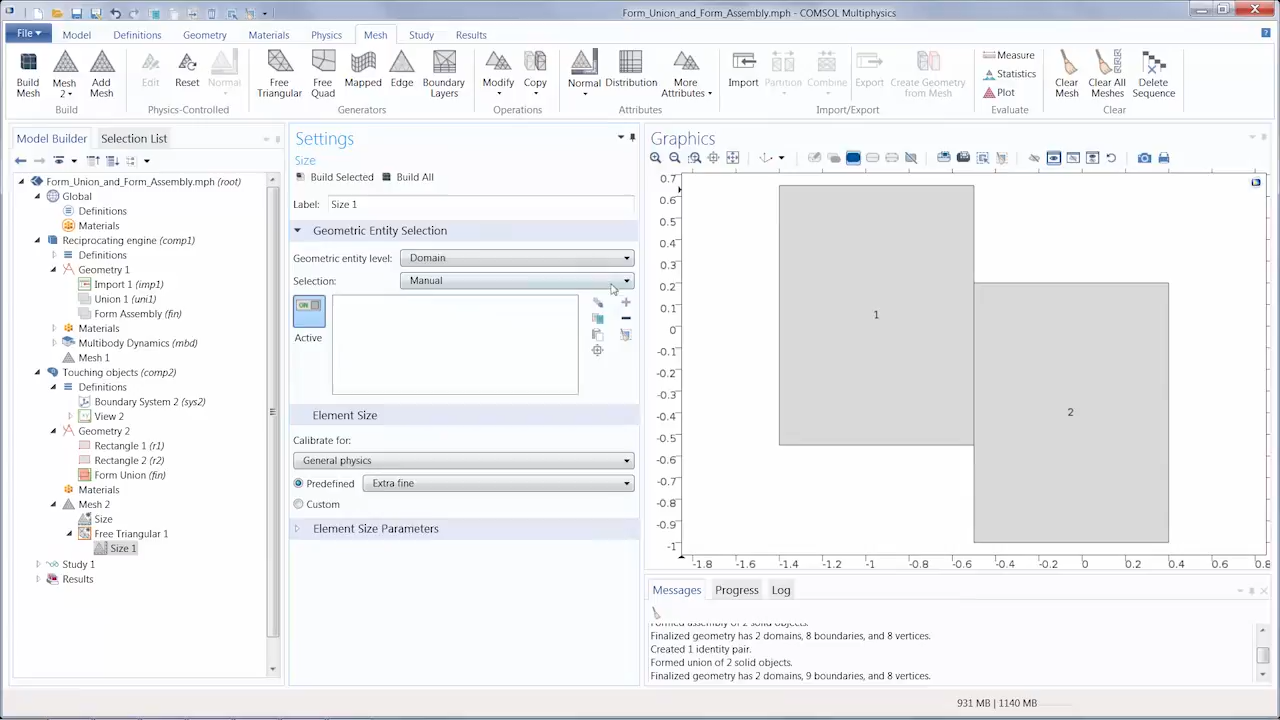 Form_Union_and_Form_Assembly.mph - COMSOL Multiphysics
File
Model
Definitions
Geometry
Materials
Physics
Mesh
Study
Results
Build Mesh
Mesh 2
Add Mesh
Build
Edit
Reset
Normal
Physics-Controlled
Free Triangular
Free Quad
Mapped
Edge
Boundary Layers
Generators
Modify
Copy
Operations
Normal
Distribution
More Attributes
Attributes
Import
Partition
Combine
Export
Create Geometry from Mesh
Import/Export
Measure
Statistics
Plot
Evaluate
Clear Mesh
Clear All Meshes
Delete Sequence
Clear
Model Builder
Selection List
Form_Union_and_Form_Assembly.mph (root)
Global
Definitions
Materials
Reciprocating engine (comp1)
Definitions
Geometry 1
Import 1 (imp1)
Union 1 (uni1)
Form Assembly (fin)
Materials
Multibody Dynamics (mbd)
Mesh 1
Touching objects (comp2)
Definitions
Boundary System 2 (sys2)
View 2
Geometry 2
Rectangle 1 (r1)
Rectangle 2 (r2)
Form Union (fin)
Materials
Mesh 2
Size
Free Triangular 1
Size 1
Study 1
Results
Settings
Size
Build Selected
Build All
Label: Size 1
Geometric Entity Selection
Geometric entity level: Domain
Selection: Manual
ON
Active
Element Size
Calibrate for:
General physics
Predefined Extra fine
Custom
Element Size Parameters
Graphics
0.7
0.6
0.5
0.4
0.3
0.2
0.1
0
-0.1
-0.2
-0.3
-0.4
-0.5
-0.6
-0.7
-0.8
-0.9
-1
1
2
-1.8 -1.6 -1.4 -1.2 -1 -0.8 -0.6 -0.4 -0.2 0 0.2 0.4 0.6 0.8
Messages
Progress
Log
Formed assembly of 2 solid objects.
Finalized geometry has 2 domains, 8 boundaries, and 8 vertices.
Created 1 identity pair.
Formed union of 2 solid objects.
Finalized geometry has 2 domains, 9 boundaries, and 8 vertices.
931 MB | 1140 MB